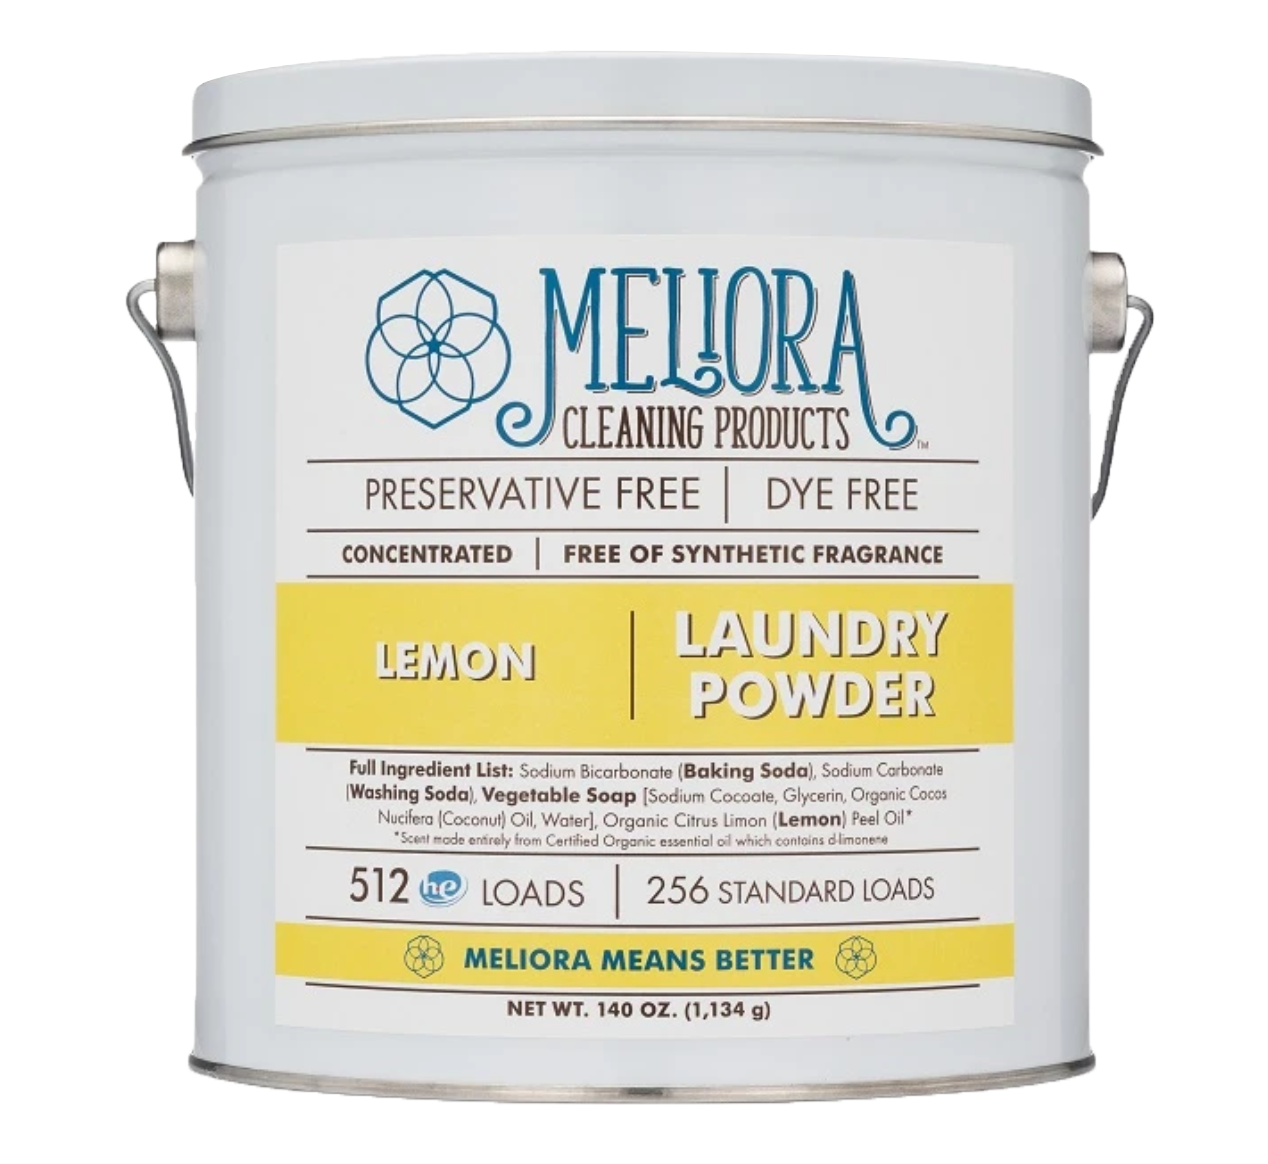 MELIORA
CLEANING PRODUCTS™
PRESERVATIVE FREE | DYE FREE
CONCENTRATED | FREE OF SYNTHETIC FRAGRANCE
LEMON | LAUNDRY
POWDER
Full Ingredient List: Sodium Bicarbonate (Baking Soda), Sodium Carbonate
(Washing Soda), Vegetable Soap [Sodium Cocoate, Glycerin, Organic Cocos
Nucifera (Coconut) Oil, Water], Organic Citrus Limon (Lemon) Peel Oil*
*Scent made entirely from Certified Organic essential oil which contains d-limonene
512 he LOADS | 256 STANDARD LOADS
MELIORA MEANS BETTER
NET WT. 140 OZ. (1,134 g)